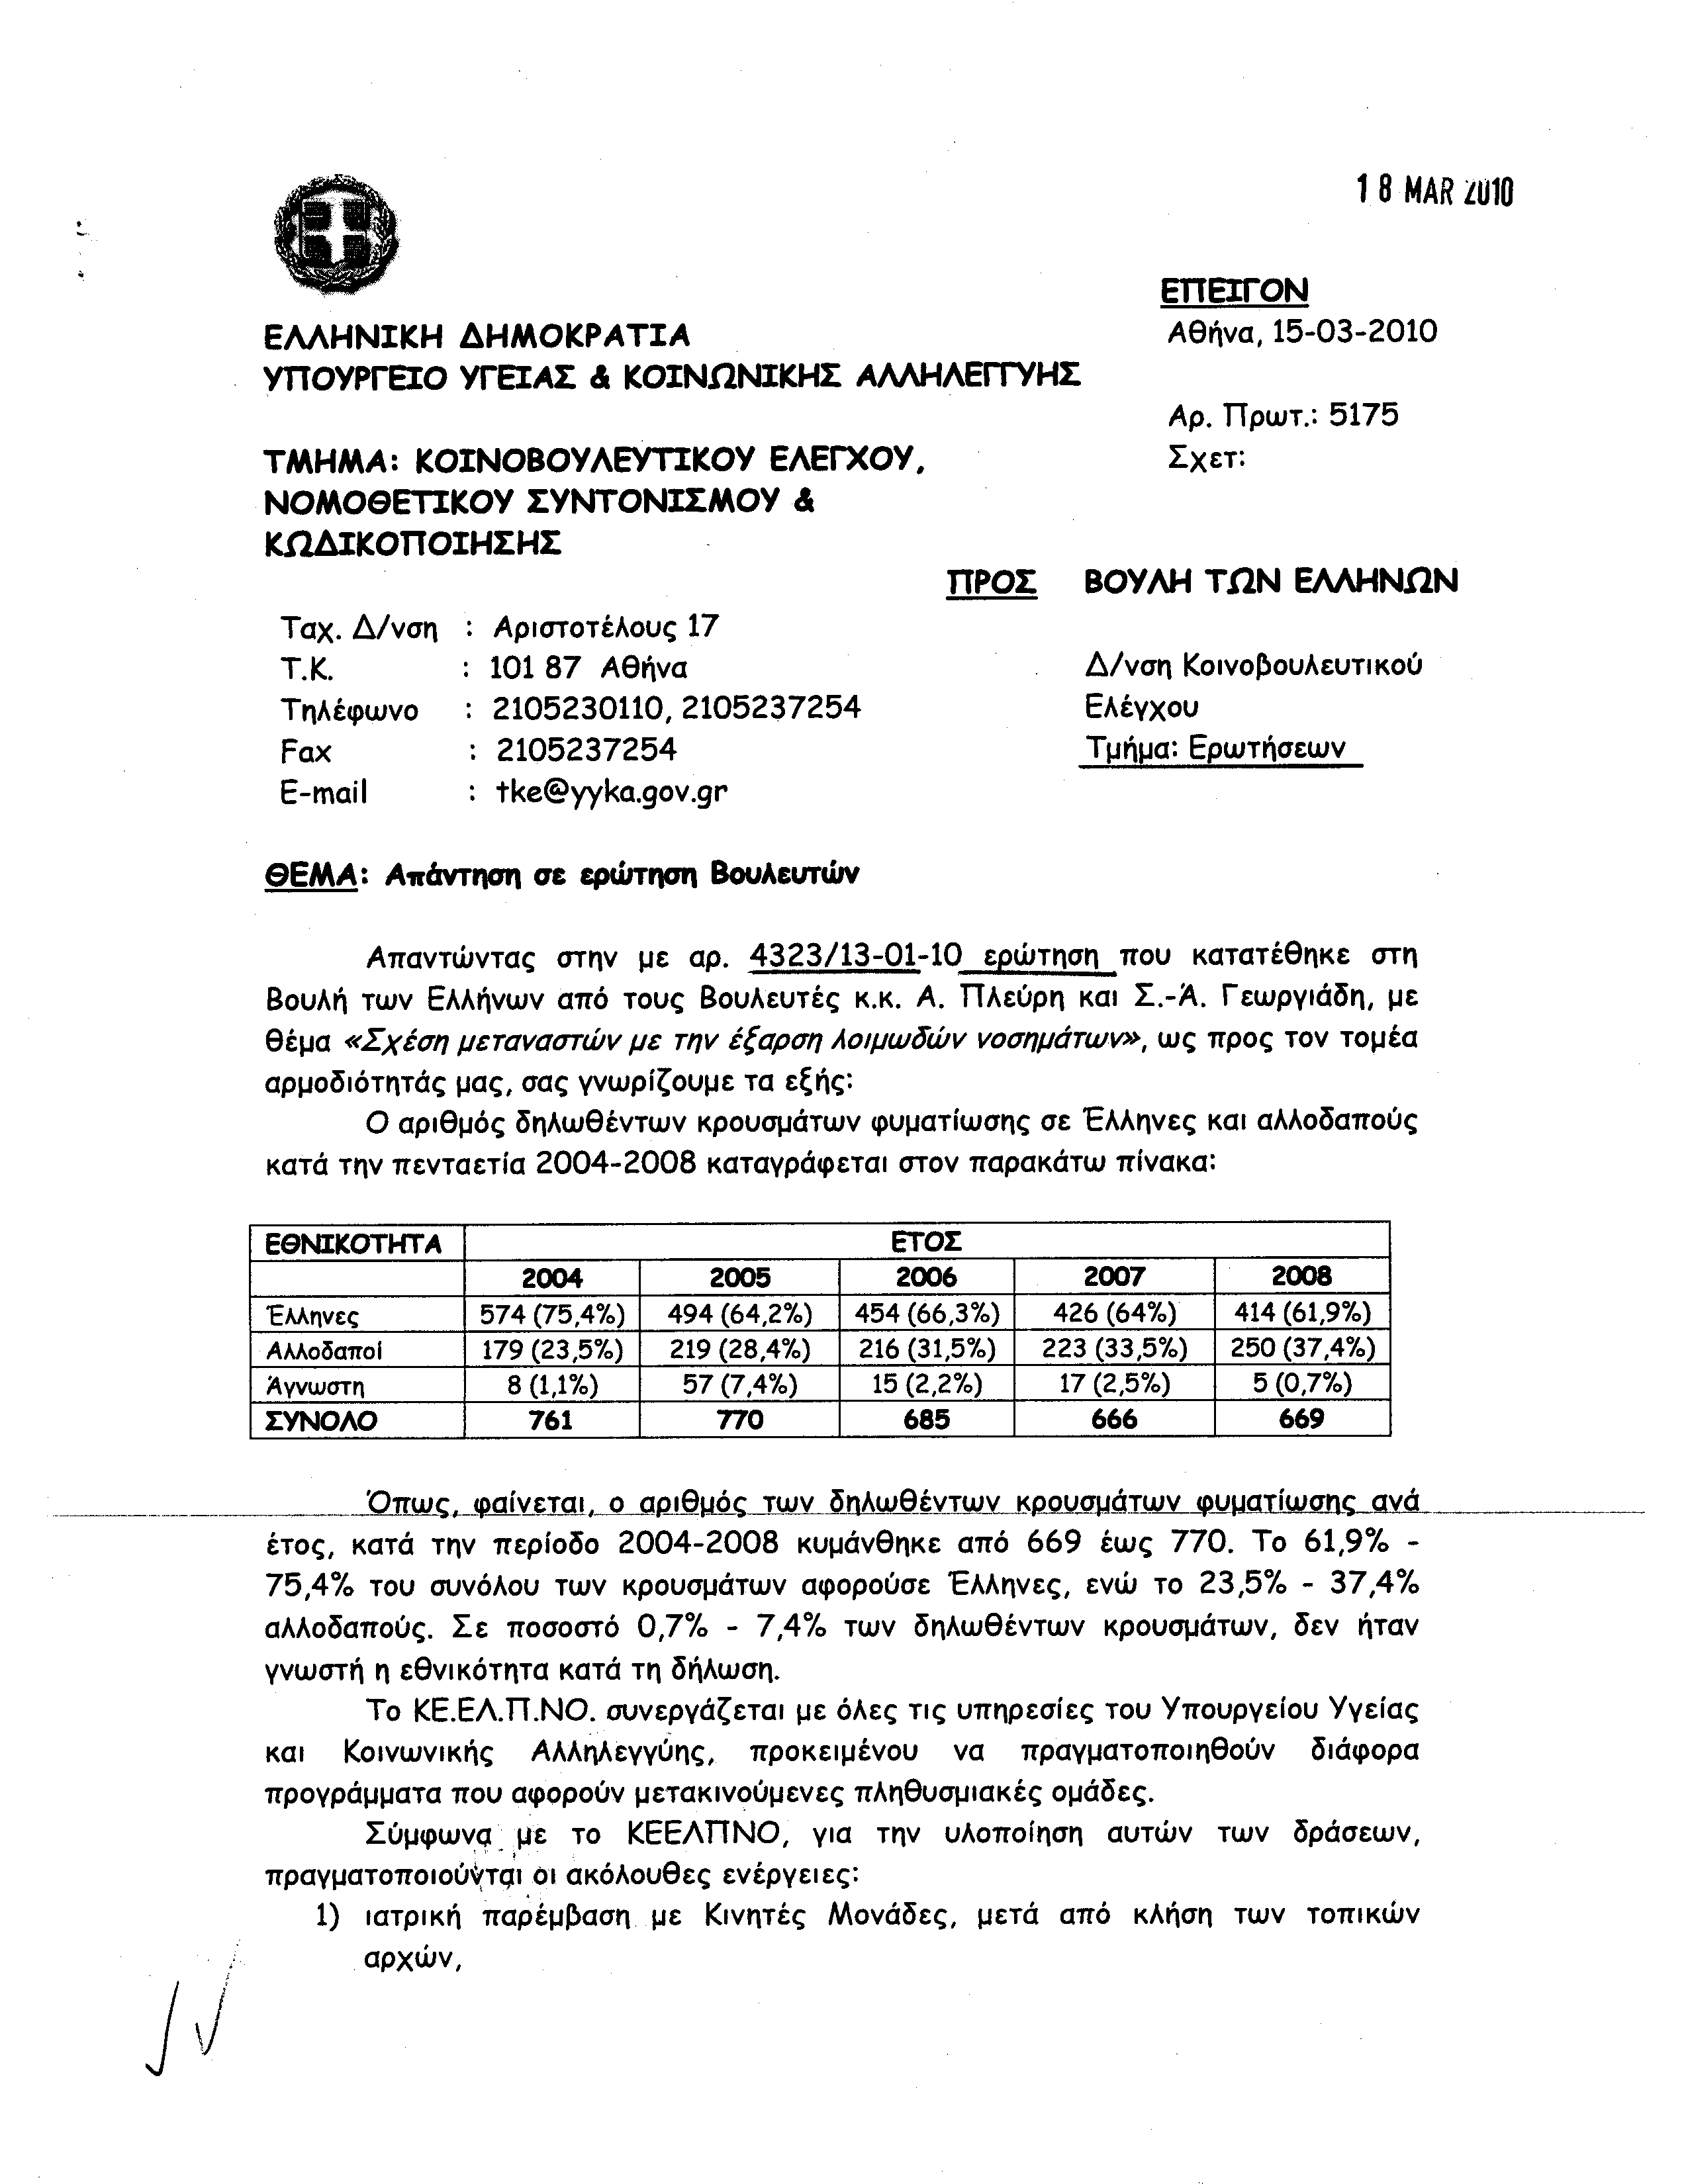 18 MAR 2010
ΕΠΕΙΓΟΝ
Αθήνα, 15-03-2010
ΕΛΛΗΝΙΚΗ ΔΗΜΟΚΡΑΤΙΑ
ΥΠΟΥΡΓΕΙΟ ΥΓΕΙΑΣ & ΚΟΙΝΩΝΙΚΗΣ ΑΛΛΗΛΕΓΓΥΗΣ
Αρ. Πρωτ.: 5175
Σχετ:
ΤΜΗΜΑ: ΚΟΙΝΟΒΟΥΛΕΥΤΙΚΟΥ ΕΛΕΓΧΟΥ,
ΝΟΜΟΘΕΤΙΚΟΥ ΣΥΝΤΟΝΙΣΜΟΥ &
ΚΩΔΙΚΟΠΟΙΗΣΗΣ
ΠΡΟΣ ΒΟΥΛΗ ΤΩΝ ΕΛΛΗΝΩΝ
Ταχ. Δ/νση : Αριστοτέλους 17
Τ.Κ. : 101 87 Αθήνα
Τηλέφωνο : 2105230110, 2105237254
Fax : 2105237254
E-mail : tke@yyka.gov.gr
Δ/νση Κοινοβουλευτικού
Ελέγχου
Τμήμα: Ερωτήσεων
ΘΕΜΑ: Απάντηση σε ερώτηση Βουλευτών
Απαντώντας στην με αρ. 4323/13-01-10 ερώτηση που κατατέθηκε στη
Βουλή των Ελλήνων από τους Βουλευτές κ.κ. Α. Πλεύρη και Σ.-Ά. Γεωργιάδη, με
θέμα «Σχέση μεταναστών με την έξαρση λοιμωδών νοσημάτων», ως προς τον τομέα
αρμοδιότητάς μας, σας γνωρίζουμε τα εξής:
Ο αριθμός δηλωθέντων κρουσμάτων φυματίωσης σε Έλληνες και αλλοδαπούς
κατά την πενταετία 2004-2008 καταγράφεται στον παρακάτω πίνακα:
ΕΘΝΙΚΟΤΗΤΑ ΕΤΟΣ
2004 2005 2006 2007 2008
Έλληνες 574 (75,4%) 494 (64,2%) 454 (66,3%) 426 (64%) 414 (61,9%)
Αλλοδαποί 179 (23,5%) 219 (28,4%) 216 (31,5%) 223 (33,5%) 250 (37,4%)
Άγνωστη 8 (1,1%) 57 (7,4%) 15 (2,2%) 17 (2,5%) 5 (0,7%)
ΣΥΝΟΛΟ 761 770 685 666 669
Όπως, φαίνεται, ο αριθμός των δηλωθέντων κρουσμάτων φυματίωσης ανά
έτος, κατά την περίοδο 2004-2008 κυμάνθηκε από 669 έως 770. Το 61,9% -
75,4% του συνόλου των κρουσμάτων αφορούσε Έλληνες, ενώ το 23,5% - 37,4%
αλλοδαπούς. Σε ποσοστό 0,7% - 7,4% των δηλωθέντων κρουσμάτων, δεν ήταν
γνωστή η εθνικότητα κατά τη δήλωση.
Το ΚΕ.ΕΛ.Π.ΝΟ. συνεργάζεται με όλες τις υπηρεσίες του Υπουργείου Υγείας
και Κοινωνικής Αλληλεγγύης, προκειμένου να πραγματοποιηθούν διάφορα
προγράμματα που αφορούν μετακινούμενες πληθυσμιακές ομάδες.
Σύμφωνα με το ΚΕΕΛΠΝΟ, για την υλοποίηση αυτών των δράσεων,
πραγματοποιούνται οι ακόλουθες ενέργειες:
1) ιατρική παρέμβαση με Κινητές Μονάδες, μετά από κλήση των τοπικών
αρχών,